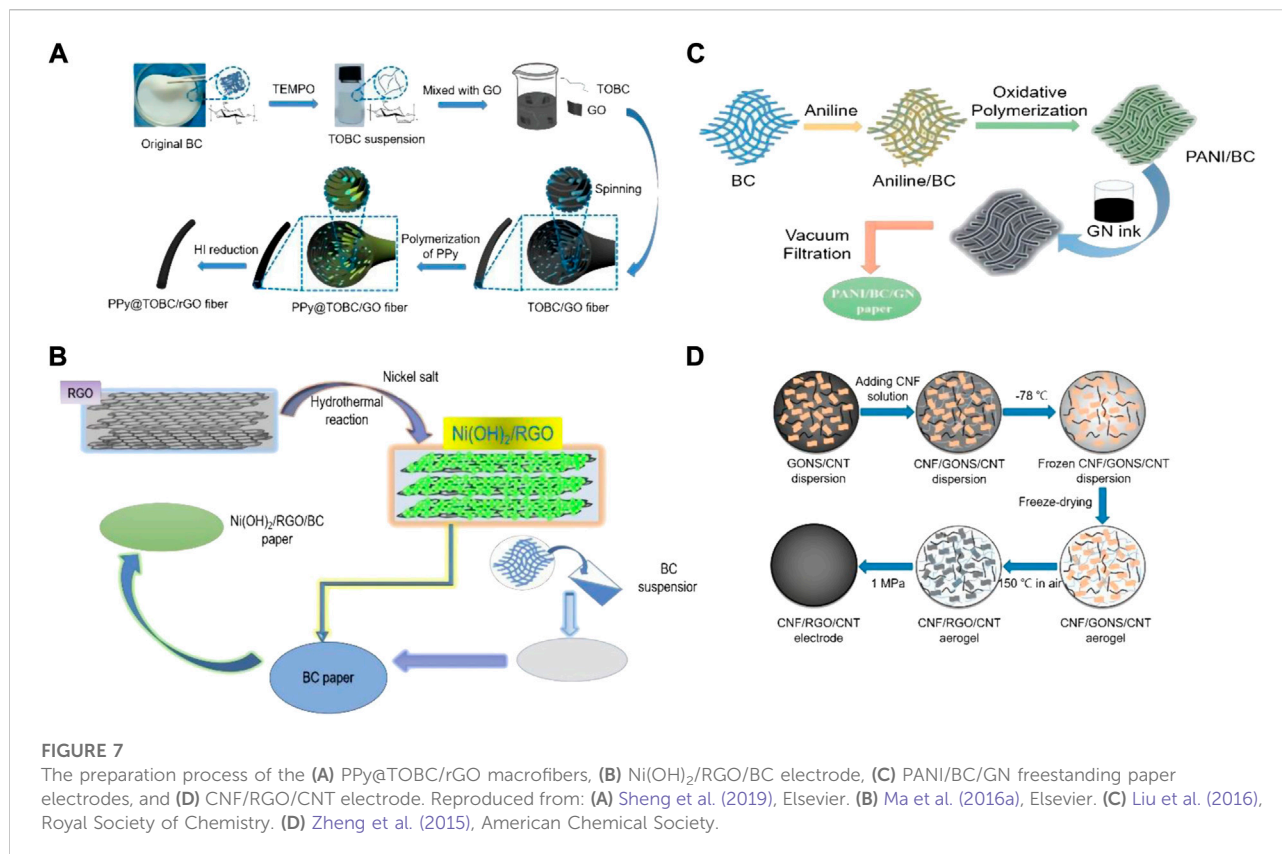 A
TEMPO
Mixed with GO
TOBC
GO
Original BC
TOBC suspension
Spinning
HI reduction
Polymerization
of PPy
PPy@TOBC/rGO fiber
PPy@TOBC/GO fiber
TOBC/GO fiber
B
RGO
Nickel salt
Hydrothermal
reaction
Ni(OH)2/RGO
Ni(OH)2/RGO/BC
paper
BC
suspensior
BC paper
C
Aniline
Oxidative
Polymerization
BC
Aniline/BC
PANI/BC
GN ink
Vacuum
Filtration
PANI/BC/GN
paper
D
Adding CNF
solution
-78 °C
GONS/CNT
dispersion
CNF/GONS/CNT
dispersion
Frozen CNF/GONS/CNT
dispersion
Freeze-drying
1 MPa
150 °C in air
CNF/RGO/CNT
electrode
CNF/RGO/CNT
aerogel
CNF/GONS/CNT
aerogel
FIGURE 7
The preparation process of the (A) PPy@TOBC/rGO macrofibers, (B) Ni(OH)2/RGO/BC electrode, (C) PANI/BC/GN freestanding paper
electrodes, and (D) CNF/RGO/CNT electrode. Reproduced from: (A) Sheng et al. (2019), Elsevier. (B) Ma et al. (2016a), Elsevier. (C) Liu et al. (2016),
Royal Society of Chemistry. (D) Zheng et al. (2015), American Chemical Society.